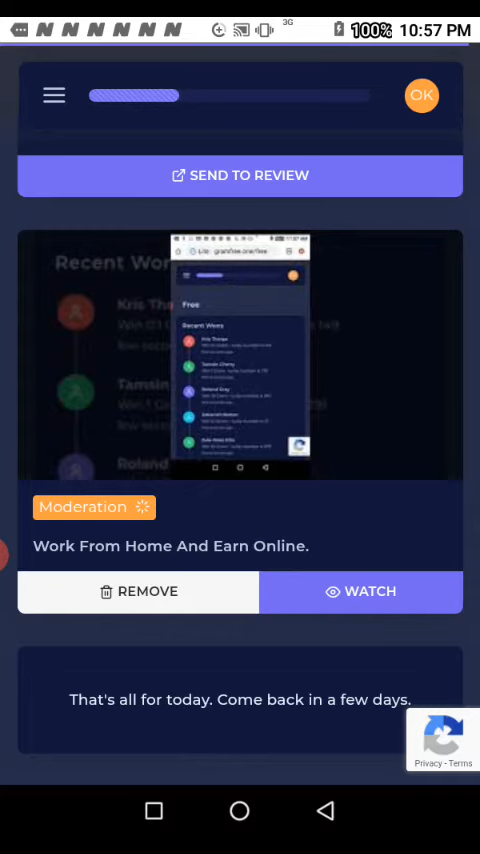 3G
100% 10:57 PM
OK
SEND TO REVIEW
Recent Wor
Free
Recent Wons
Moderation
Work From Home And Earn Online.
REMOVE
WATCH
That's all for today. Come back in a few days.
Privacy - Terms